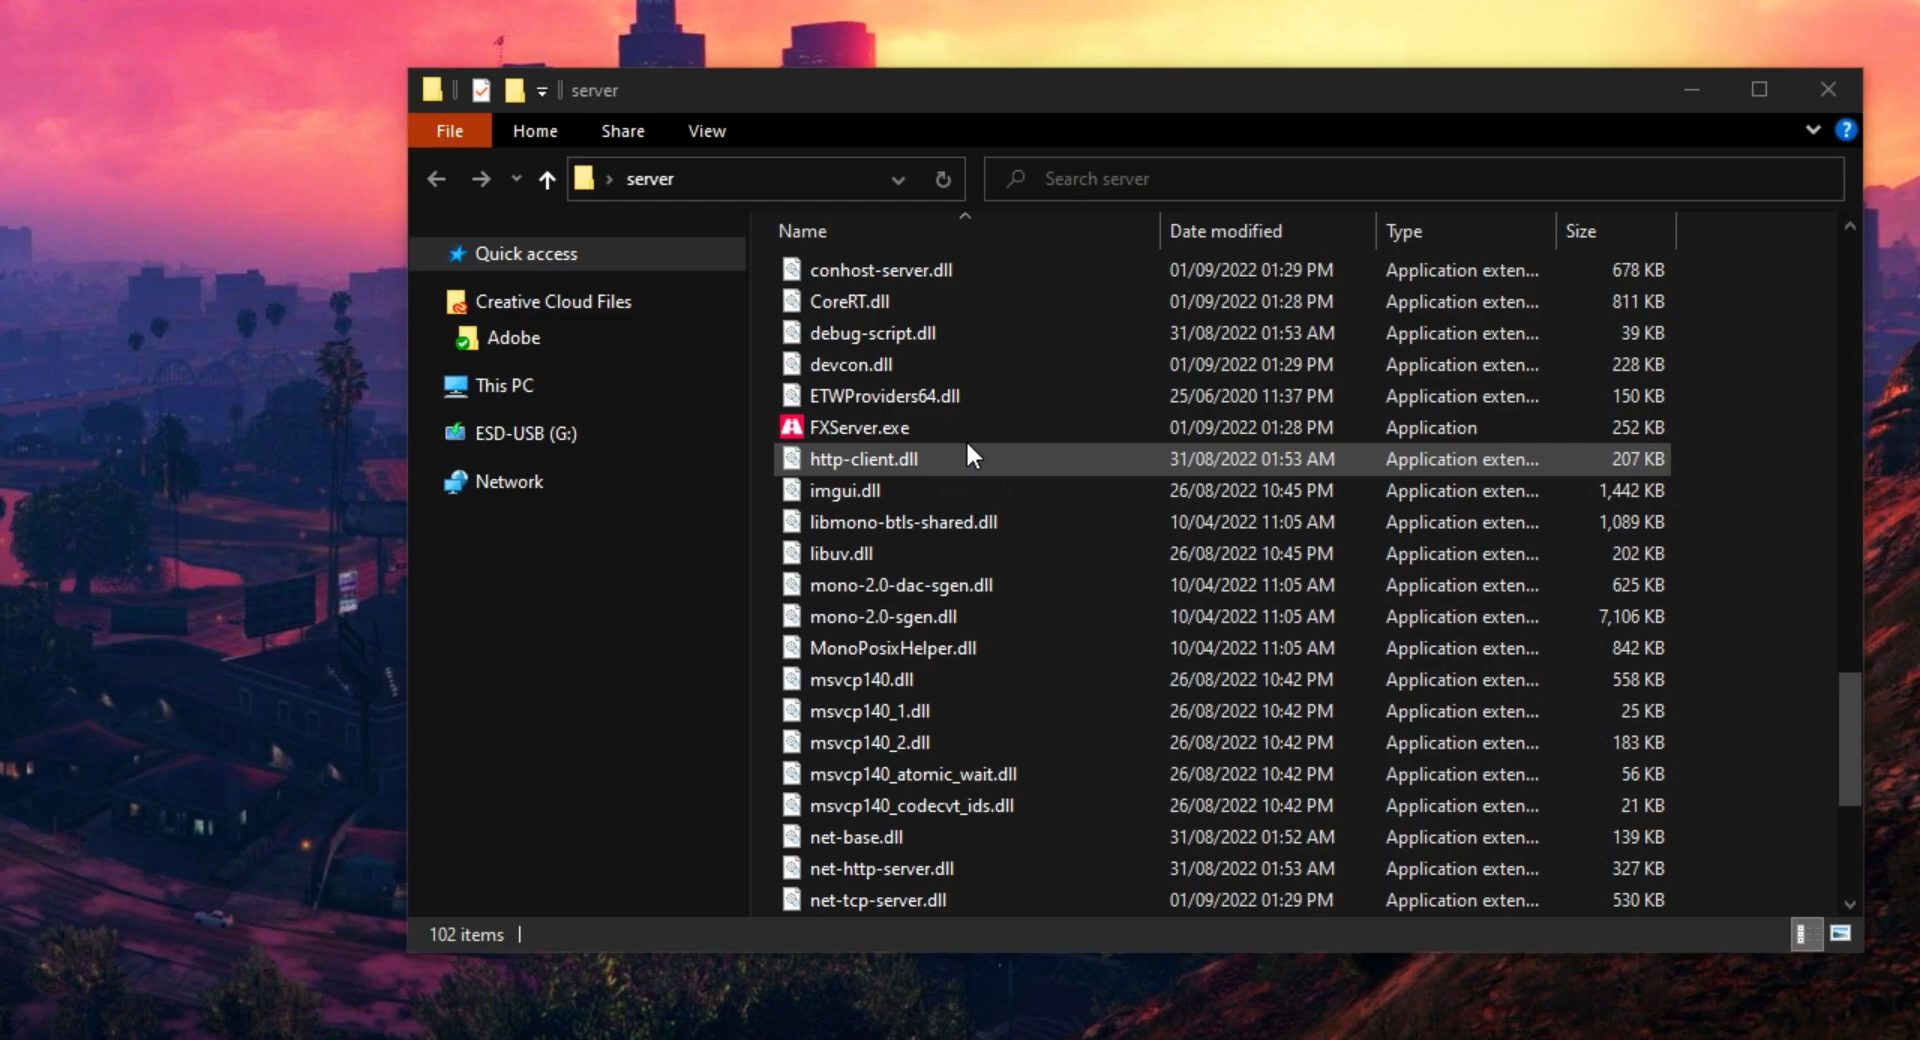 server
File Home Share View
server Search server
Name Date modified Type Size
Quick access
Creative Cloud Files
Adobe
This PC
ESD-USB (G:)
Network
conhost-server.dll 01/09/2022 01:29 PM Application exten... 678 KB
CoreRT.dll 01/09/2022 01:28 PM Application exten... 811 KB
debug-script.dll 31/08/2022 01:53 AM Application exten... 39 KB
devcon.dll 01/09/2022 01:29 PM Application exten... 228 KB
ETWProviders64.dll 25/06/2020 11:37 PM Application exten... 150 KB
FXServer.exe 01/09/2022 01:28 PM Application 252 KB
http-client.dll 31/08/2022 01:53 AM Application exten... 207 KB
imgui.dll 26/08/2022 10:45 PM Application exten... 1,442 KB
libmono-btls-shared.dll 10/04/2022 11:05 AM Application exten... 1,089 KB
libuv.dll 26/08/2022 10:45 PM Application exten... 202 KB
mono-2.0-dac-sgen.dll 10/04/2022 11:05 AM Application exten... 625 KB
mono-2.0-sgen.dll 10/04/2022 11:05 AM Application exten... 7,106 KB
MonoPosixHelper.dll 10/04/2022 11:05 AM Application exten... 842 KB
msvcp140.dll 26/08/2022 10:42 PM Application exten... 558 KB
msvcp140_1.dll 26/08/2022 10:42 PM Application exten... 25 KB
msvcp140_2.dll 26/08/2022 10:42 PM Application exten... 183 KB
msvcp140_atomic_wait.dll 26/08/2022 10:42 PM Application exten... 56 KB
msvcp140_codecvt_ids.dll 26/08/2022 10:42 PM Application exten... 21 KB
net-base.dll 31/08/2022 01:52 AM Application exten... 139 KB
net-http-server.dll 31/08/2022 01:53 AM Application exten... 327 KB
net-tcp-server.dll 01/09/2022 01:29 PM Application exten... 530 KB
102 items